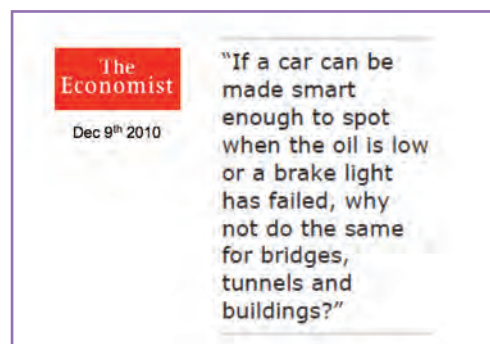 The
Economist
Dec 9th 2010
“If a car can be
made smart
enough to spot
when the oil is low
or a brake light
has failed, why
not do the same
for bridges,
tunnels and
buildings?”